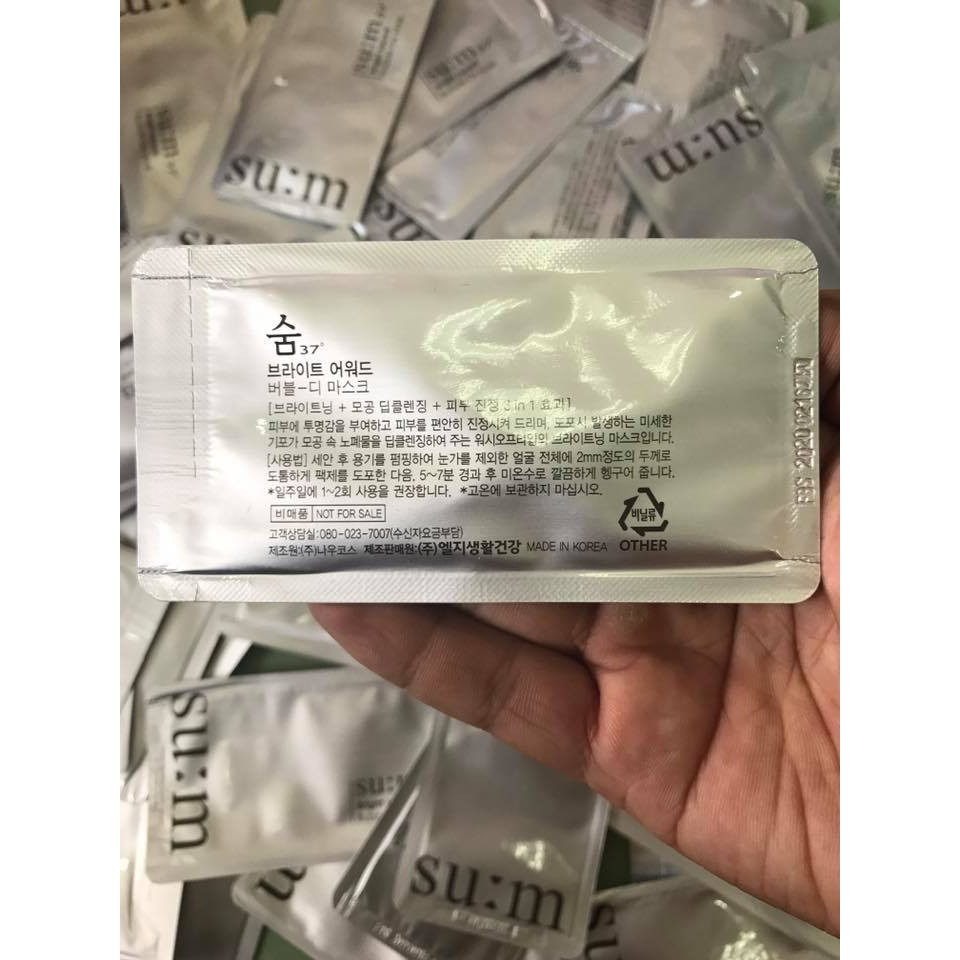 su:m
su:m
su:m
숨37°
브라이트 어워드
버블-디 마스크
[브라이트닝 + 모공 딥클렌징 + 피부 진정 3 in 1 효과]
피부에 투명감을 부여하고 피부를 편안히 진정시켜 드리며, 도포시 발생하는 미세한
기포가 모공 속 노폐물을 딥클렌징하여 주는 워시오프타입의 브라이트닝 마스크입니다.
[사용법] 세안 후 용기를 펌핑하여 눈가를 제외한 얼굴 전체에 2mm정도의 두께로
도톰하게 팩제를 도포한 다음, 5~7분 경과 후 미온수로 깔끔하게 헹구어 줍니다.
*일주일에 1~2회 사용을 권장합니다. *고온에 보관하지 마십시오.
비매품 NOT FOR SALE
고객상담실:080-023-7007(수신자요금부담)
제조원:(주)나우코스 제조판매원:(주)엘지생활건강 MADE IN KOREA
비닐류
OTHER
su:m
su:m
su:m